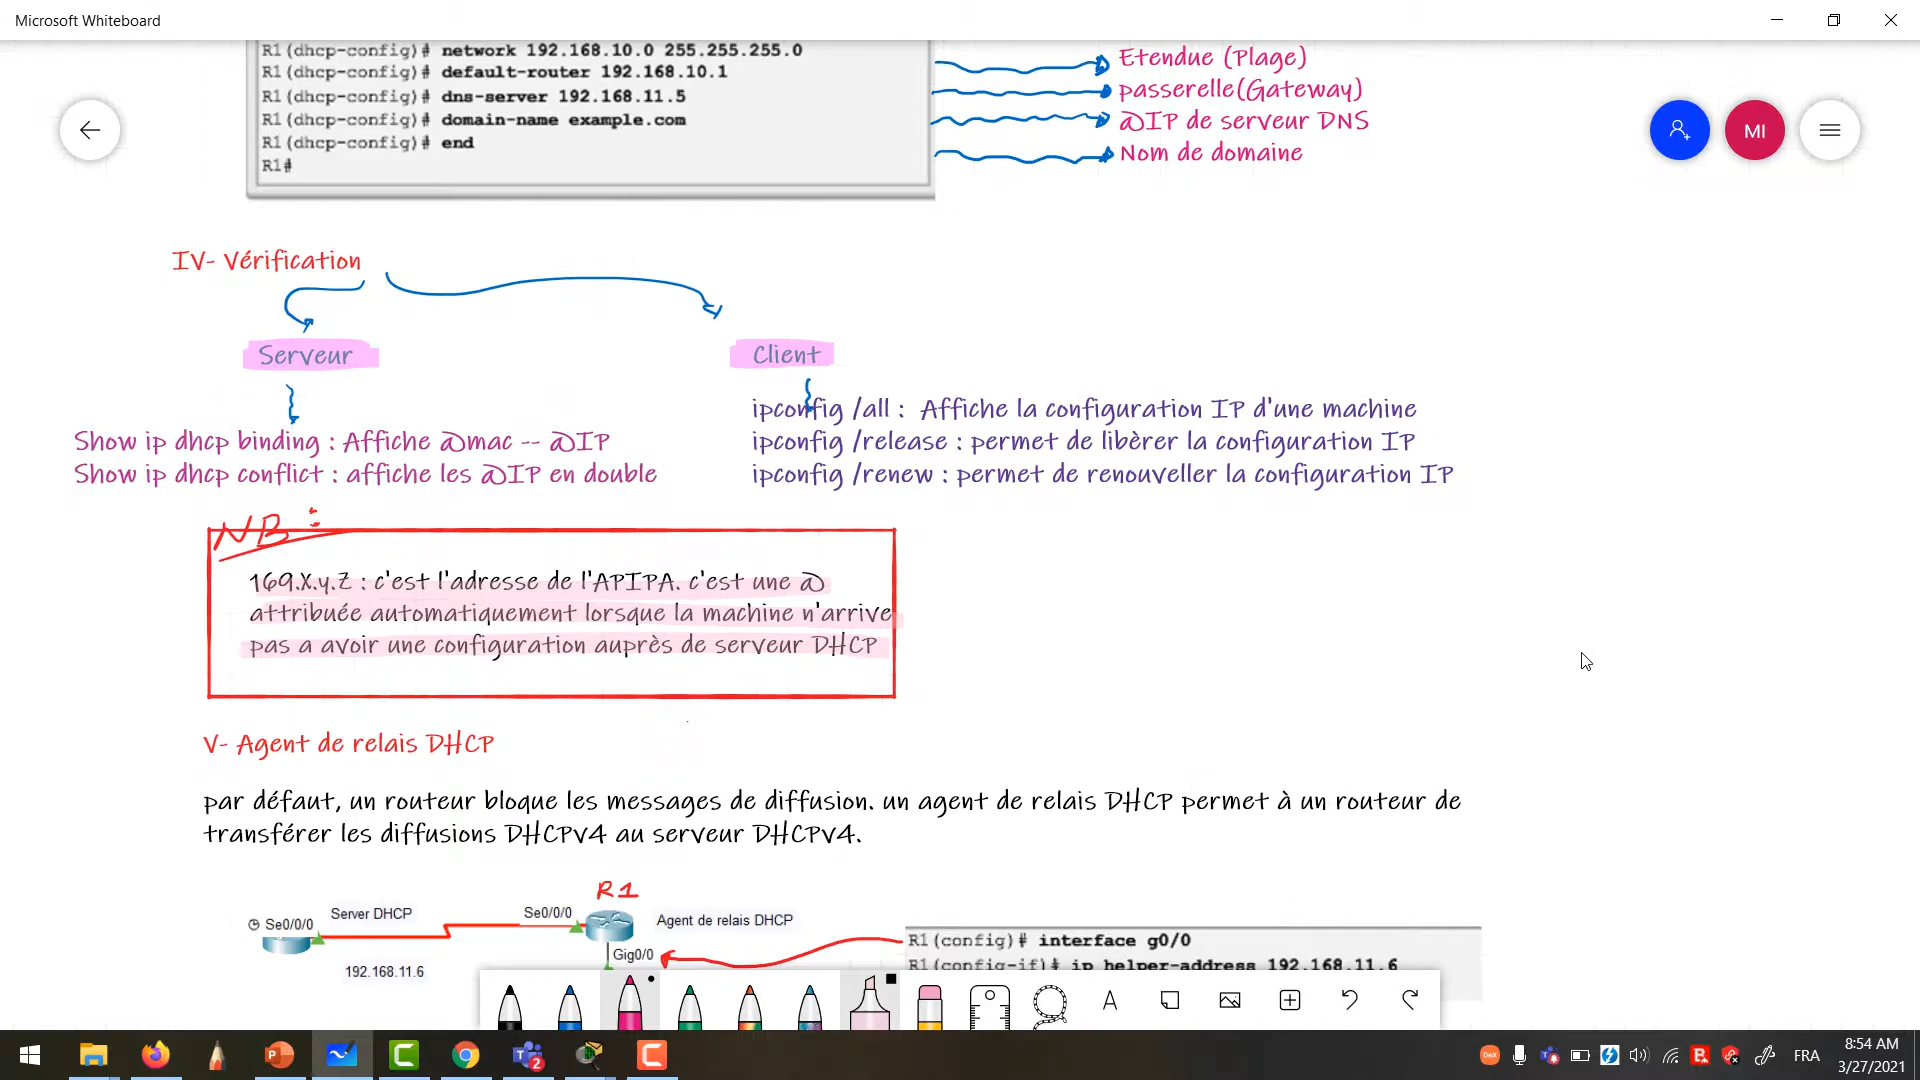 Microsoft Whiteboard
R1(dhcp-config)# network 192.168.10.0 255.255.255.0
R1(dhcp-config)# default-router 192.168.10.1
R1(dhcp-config)# dns-server 192.168.11.5
R1(dhcp-config)# domain-name example.com
R1(dhcp-config)# end
R1#
Etendue (Plage)
passerelle(Gateway)
@IP de serveur DNS
Nom de domaine
MI
IV- Vérification
Serveur
Client
Show ip dhcp binding : Affiche @mac -- @IP
Show ip dhcp conflict : affiche les @IP en double
ipconfig /all : Affiche la configuration IP d'une machine
ipconfig /release : permet de libèrer la configuration IP
ipconfig /renew : permet de renouveller la configuration IP
NB :
169.X.y.Z : c'est l'adresse de l'APIPA. c'est une @
attribuée automatiquement lorsque la machine n'arrive
pas a avoir une configuration auprès de serveur DHCP
V- Agent de relais DHCP
par défaut, un routeur bloque les messages de diffusion. un agent de relais DHCP permet à un routeur de
transférer les diffusions DHCPv4 au serveur DHCPv4.
R1
Se0/0/0
Server DHCP
Se0/0/0
Agent de relais DHCP
Gig0/0
192.168.11.6
R1(config)# interface g0/0
R1(config-if)# ip helper-address 192.168.11.6
A
2
DeX
FRA
8:54 AM
3/27/2021